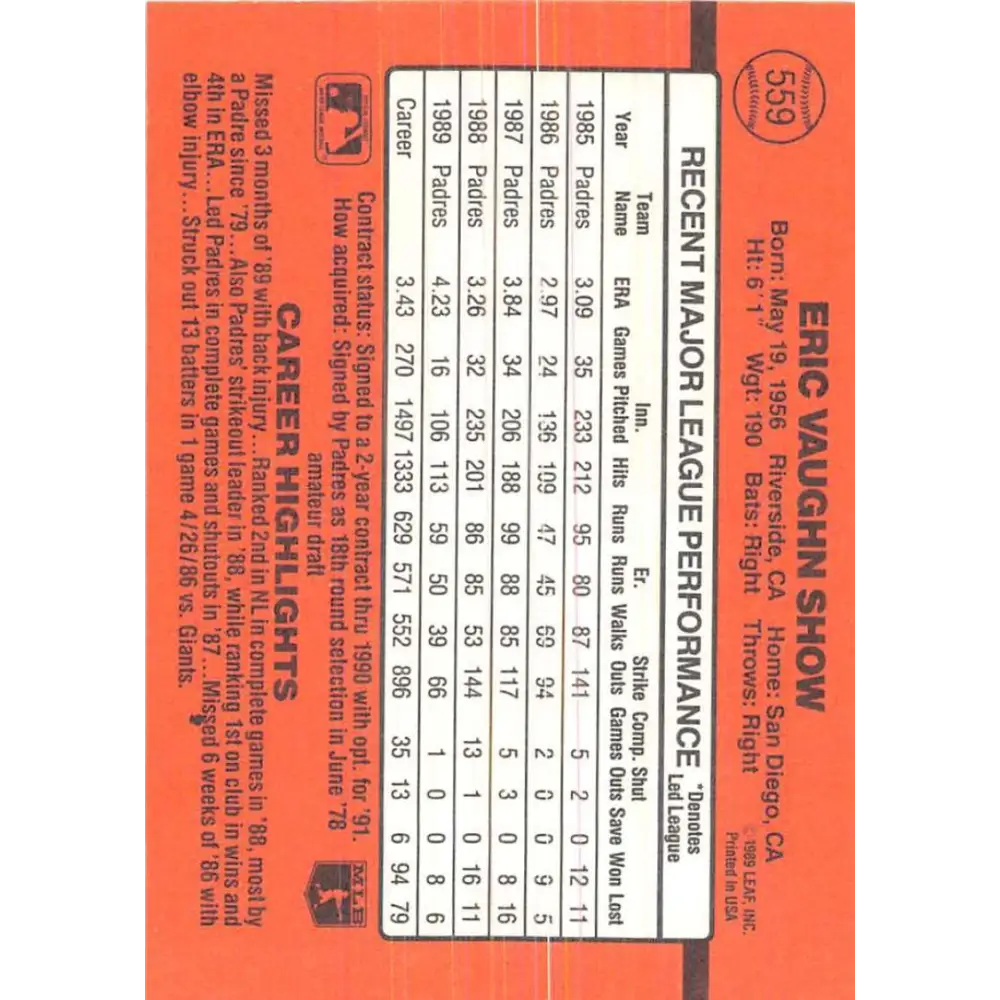 559
ERIC VAUGHN SHOW
Born: May 19, 1956 Riverside, CA Home: San Diego, CA
Ht: 6'1" Wgt: 190 Bats: Right Throws: Right
© 1989 LEAF, INC.
Printed in USA
RECENT MAJOR LEAGUE PERFORMANCE *Denotes
Led League
Team Inn. Er. Strike Comp. Shut
Year Name ERA Games Pitched Hits Runs Runs Walks Outs Games Outs Save Won Lost
1985 Padres 3.09 35 233 212 95 80 87 141 5 2 0 12 11
1986 Padres 2.97 24 136 109 47 45 69 94 2 0 0 9 5
1987 Padres 3.84 34 206 188 99 88 85 117 5 3 0 8 16
1988 Padres 3.26 32 235 201 86 85 53 144 13 1 0 16 11
1989 Padres 4.23 16 106 113 59 50 39 66 1 0 0 8 6
Career 3.43 270 1497 1333 629 571 552 896 35 13 6 94 79
Contract status: Signed to a 2-year contract thru 1990 with opt. for '91.
How acquired: Signed by Padres as 18th round selection in June '78
amateur draft
MLB
CAREER HIGHLIGHTS
Missed 3 months of '89 with back injury...Ranked 2nd in NL in complete games in '88, most by
a Padre since '79...Also Padres' strikeout leader in '88, while ranking 1st on club in wins and
4th in ERA...Led Padres in complete games and shutouts in '87...Missed 6 weeks of '86 with
elbow injury...Struck out 13 batters in 1 game 4/26/86 vs. Giants.